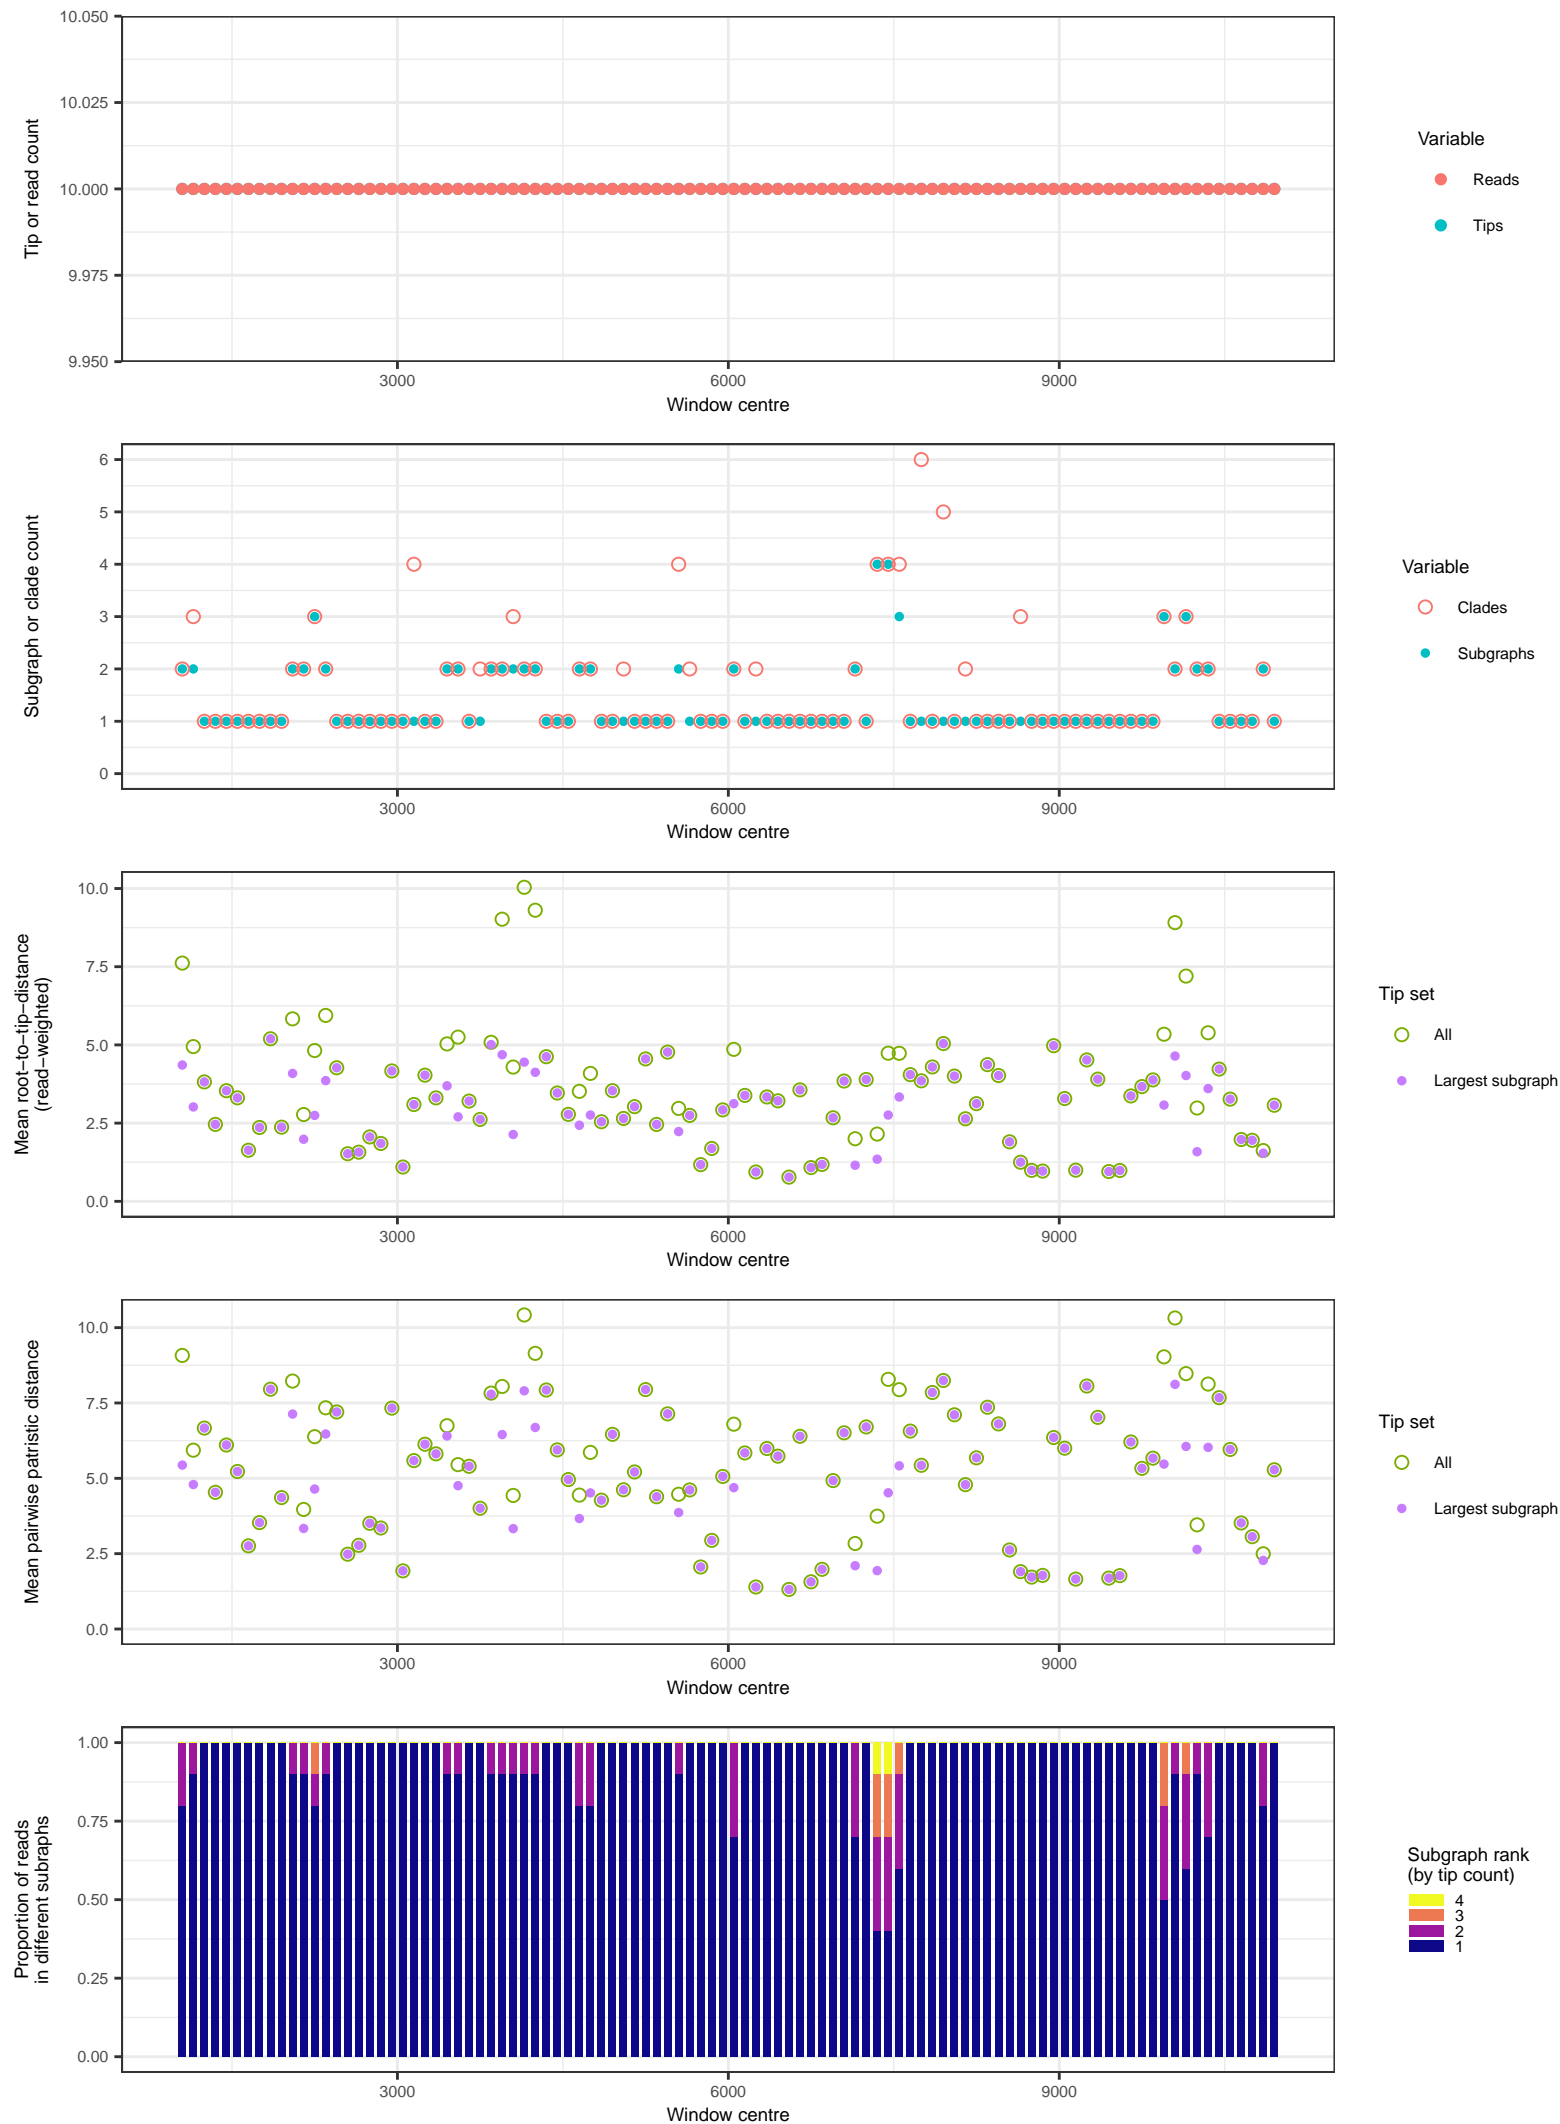 10.050
10.025
10.000
9.975
9.950
Tip or read count
3000 6000 9000
Window centre
Variable
Reads
Tips
6
5
4
3
2
1
0
Subgraph or clade count
3000 6000 9000
Window centre
Variable
Clades
Subgraphs
10.0
7.5
5.0
2.5
0.0
Mean root−to−tip−distance
(read−weighted)
3000 6000 9000
Window centre
Tip set
All
Largest subgraph
10.0
7.5
5.0
2.5
0.0
Mean pairwise patristic distance
3000 6000 9000
Window centre
Tip set
All
Largest subgraph
1.00
0.75
0.50
0.25
0.00
Proportion of reads
in different subraphs
3000 6000 9000
Window centre
Subgraph rank
(by tip count)
4
3
2
1